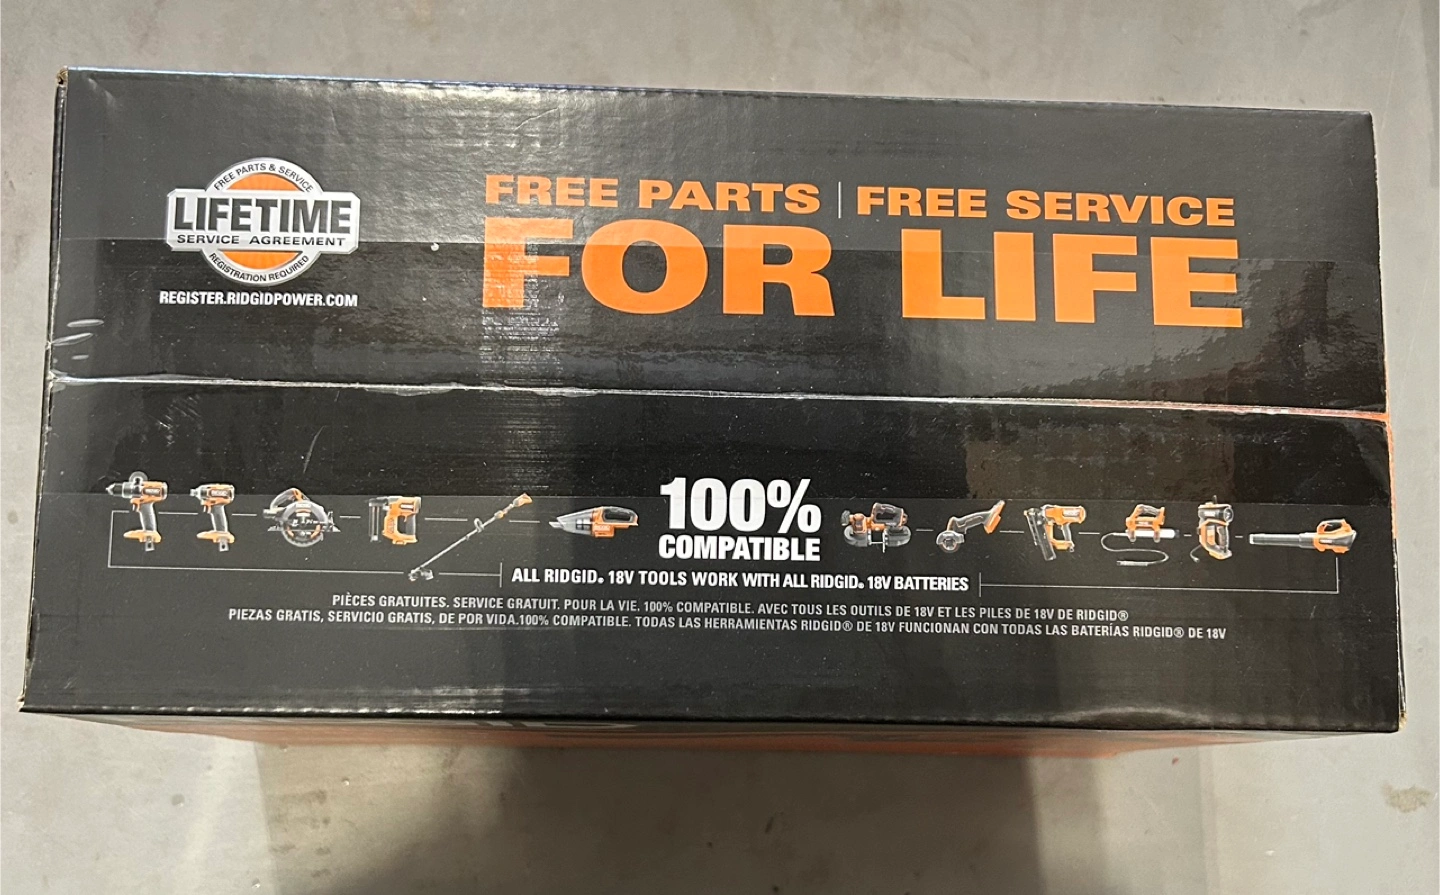 FREE PARTS & SERVICE
LIFETIME
SERVICE AGREEMENT
REGISTRATION REQUIRED
REGISTER.RIDGIDPOWER.COM
FREE PARTS | FREE SERVICE
FOR LIFE
100%
COMPATIBLE
ALL RIDGID® 18V TOOLS WORK WITH ALL RIDGID® 18V BATTERIES
PIÈCES GRATUITES. SERVICE GRATUIT. POUR LA VIE. 100% COMPATIBLE. AVEC TOUS LES OUTILS DE 18V ET LES PILES DE 18V DE RIDGID®
PIEZAS GRATIS, SERVICIO GRATIS, DE POR VIDA.100% COMPATIBLE. TODAS LAS HERRAMIENTAS RIDGID® DE 18V FUNCIONAN CON TODAS LAS BATERÍAS RIDGID® DE 18V